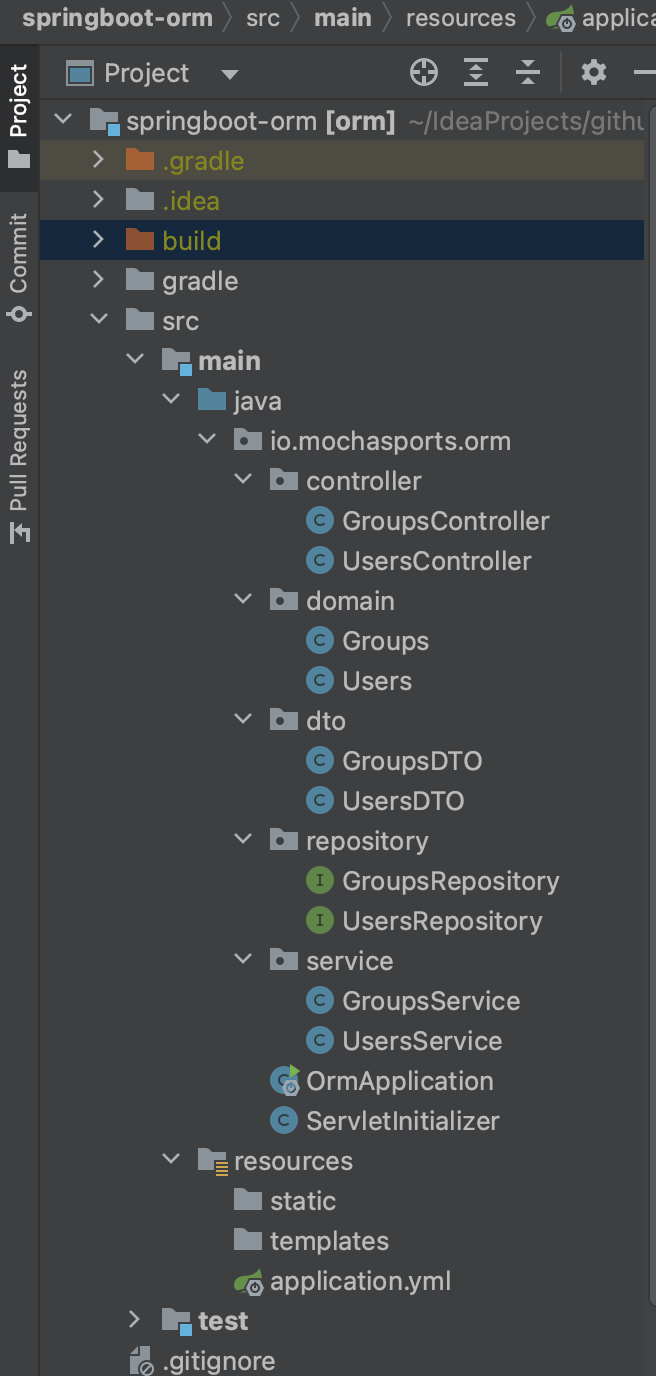 springboot-orm src main resources
Project
springboot-orm [orm] ~/IdeaProjects/githu
.gradle
.idea
build
gradle
src
main
java
io.mochasports.orm
controller
GroupsController
UsersController
domain
Groups
Users
dto
GroupsDTO
UsersDTO
repository
GroupsRepository
UsersRepository
service
GroupsService
UsersService
OrmApplication
ServletInitializer
resources
static
templates
application.yml
test
.gitignore
Project
Commit
Pull Requests